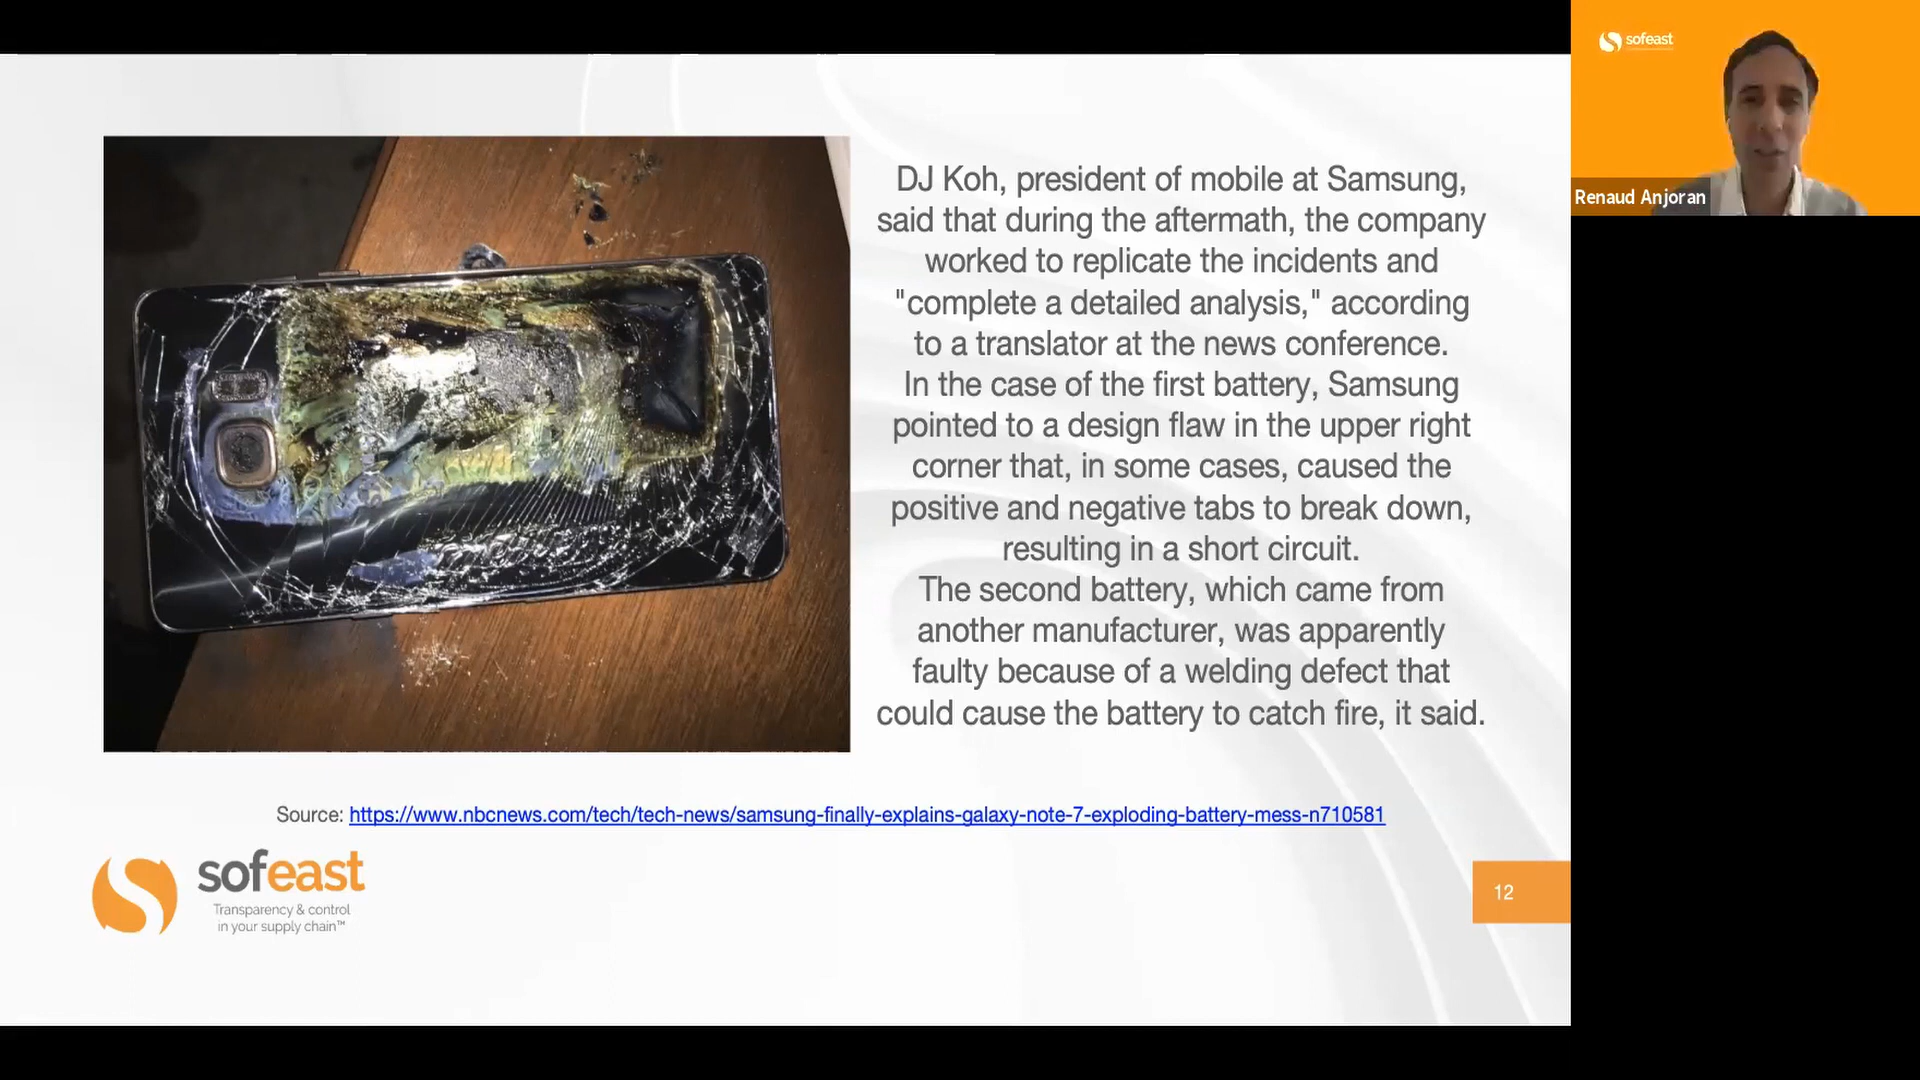 sofeast
Renaud Anjoran
DJ Koh, president of mobile at Samsung,
said that during the aftermath, the company
worked to replicate the incidents and
"complete a detailed analysis," according
to a translator at the news conference.
In the case of the first battery, Samsung
pointed to a design flaw in the upper right
corner that, in some cases, caused the
positive and negative tabs to break down,
resulting in a short circuit.
The second battery, which came from
another manufacturer, was apparently
faulty because of a welding defect that
could cause the battery to catch fire, it said.
Source: https://www.nbcnews.com/tech/tech-news/samsung-finally-explains-galaxy-note-7-exploding-battery-mess-n710581
sofeast
Transparency & control
in your supply chain™
12